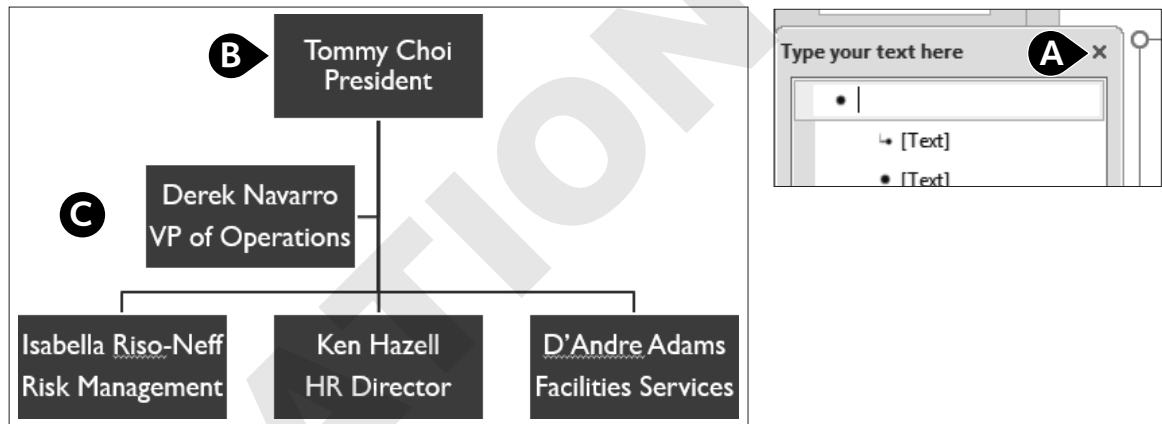 B
Tommy Choi
President
C
Derek Navarro
VP of Operations
Isabella Riso-Neff
Risk Management
Ken Hazell
HR Director
D'Andre Adams
Facilities Services
Type your text here
A
[Text]
[Text]
ATION